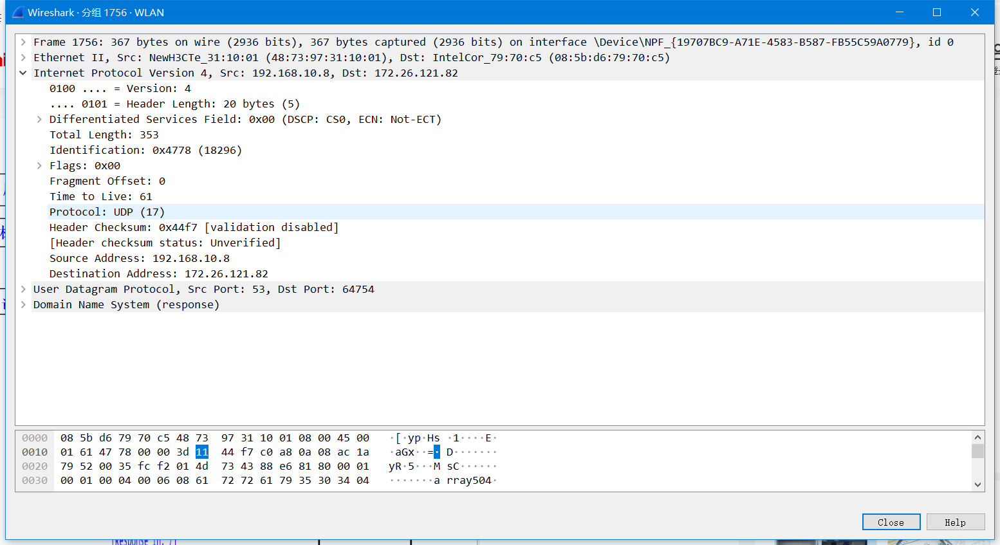 Wireshark · 分组 1756 · WLAN
Frame 1756: 367 bytes on wire (2936 bits), 367 bytes captured (2936 bits) on interface \Device\NPF_{19707BC9-A71E-4583-B587-FB55C59A0779}, id 0
Ethernet II, Src: NewH3CTe_31:10:01 (48:73:97:31:10:01), Dst: IntelCor_79:70:c5 (08:5b:d6:79:70:c5)
Internet Protocol Version 4, Src: 192.168.10.8, Dst: 172.26.121.82
0100 .... = Version: 4
.... 0101 = Header Length: 20 bytes (5)
Differentiated Services Field: 0x00 (DSCP: CS0, ECN: Not-ECT)
Total Length: 353
Identification: 0x4778 (18296)
Flags: 0x00
Fragment Offset: 0
Time to Live: 61
Protocol: UDP (17)
Header Checksum: 0x44f7 [validation disabled]
[Header checksum status: Unverified]
Source Address: 192.168.10.8
Destination Address: 172.26.121.82
User Datagram Protocol, Src Port: 53, Dst Port: 64754
Domain Name System (response)
0000 08 5b d6 79 70 c5 48 73 97 31 10 01 08 00 45 00 ·[·yp·Hs ·1····E·
0010 01 61 47 78 00 00 3d 11 44 f7 c0 a8 0a 08 ac 1a ·aGx··=· D·······
0020 79 52 00 35 fc f2 01 4d 73 43 88 e6 81 80 00 01 yR·5···M sC······
0030 00 01 00 04 00 06 08 61 72 72 61 79 35 30 34 04 ·······a rray504·
Close Help